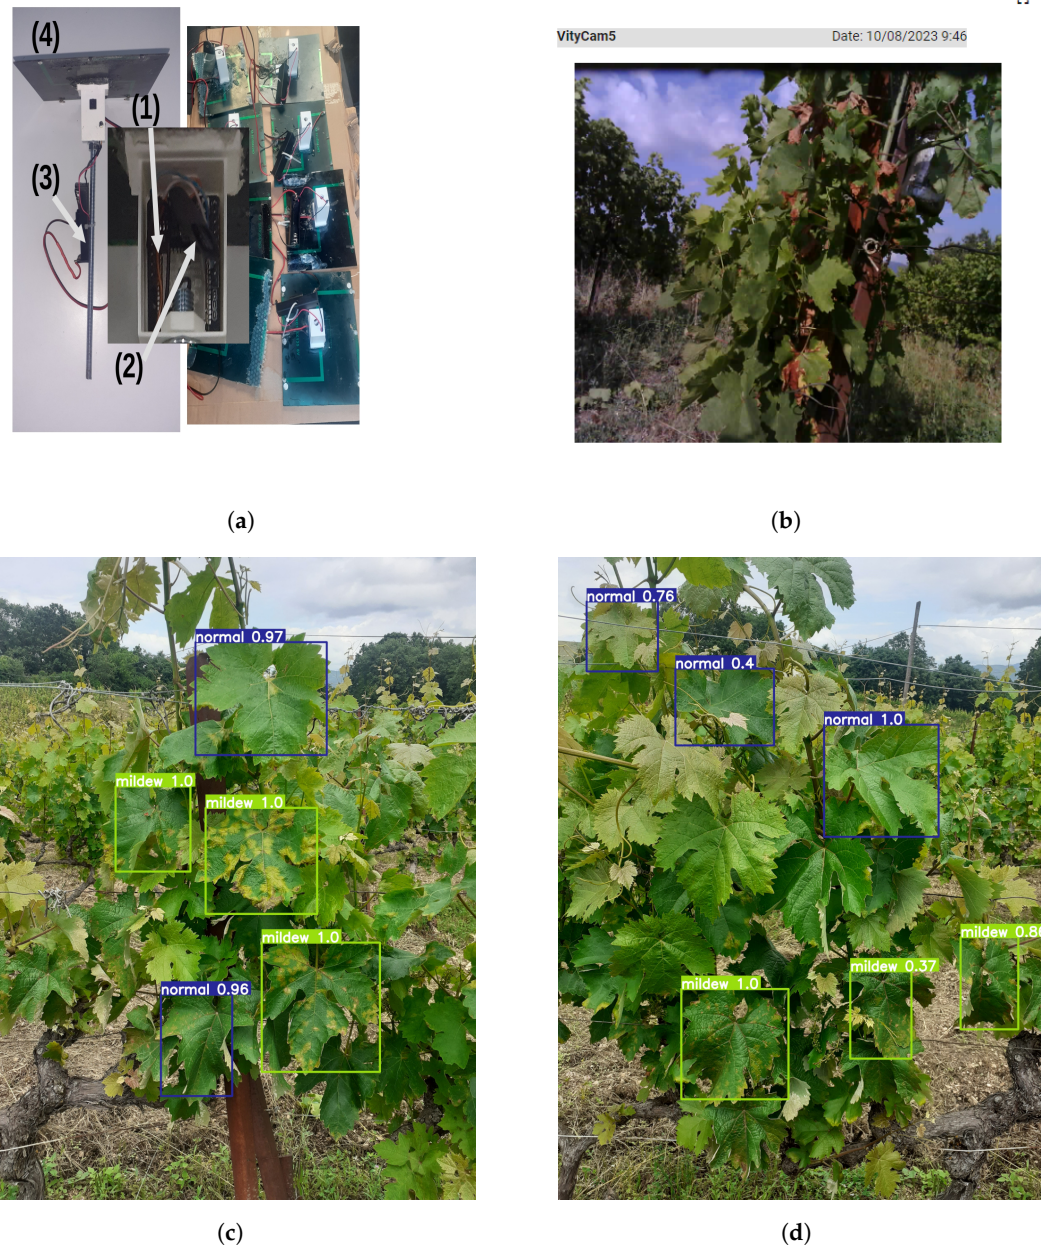 (4)
(1)
(3)
(2)
(a)
VityCam5 Date: 10/08/2023 9:46
(b)
normal 0.97
mildew 1.0
mildew 1.0
mildew 1.0
normal 0.96
(c)
normal 0.76
normal 0.4
normal 1.0
mildew 0.37
mildew 1.0
(d)